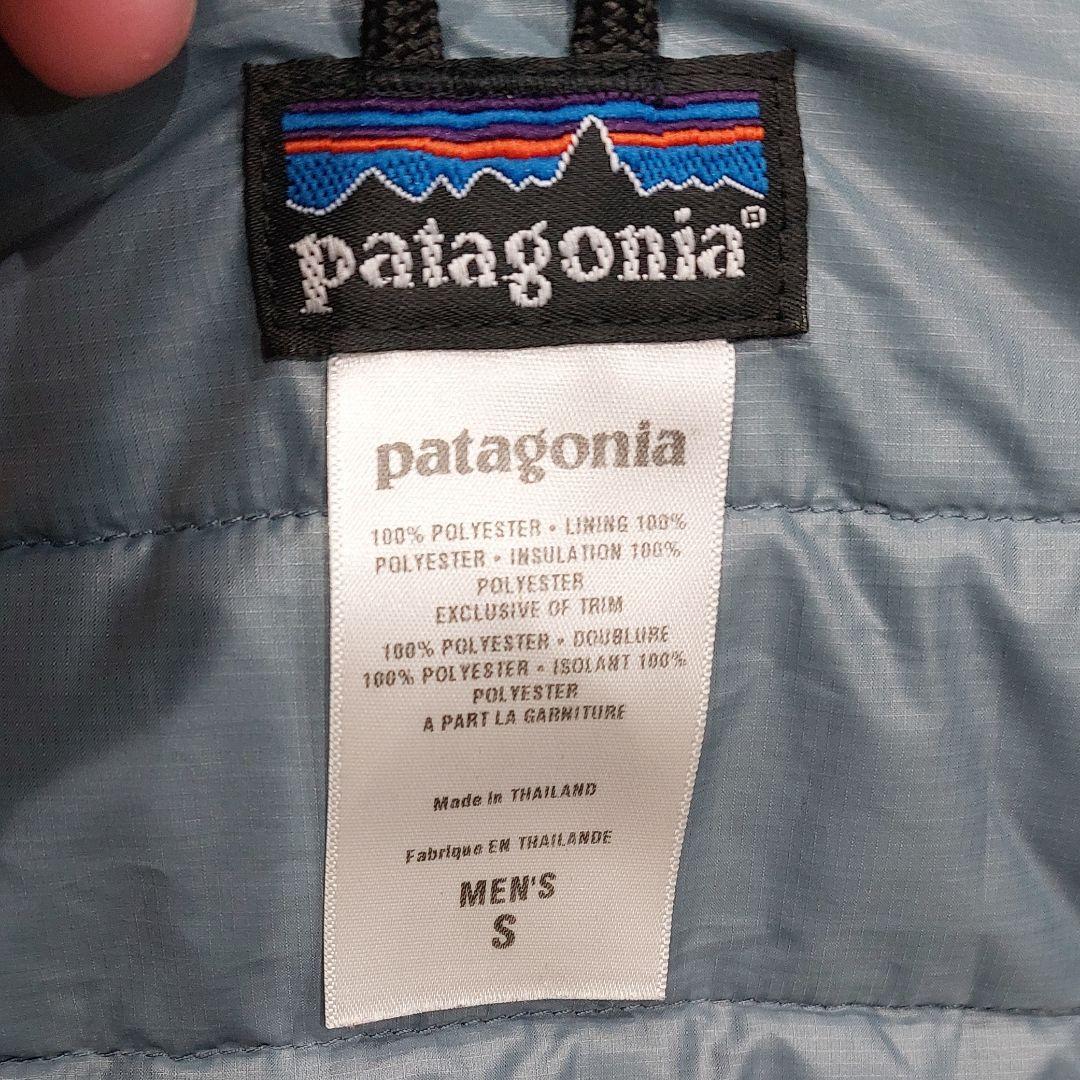 patagonia®
patagonia
100% POLYESTER • LINING 100%
POLYESTER • INSULATION 100%
POLYESTER
EXCLUSIVE OF TRIM
100% POLYESTER • DOUBLURE
100% POLYESTER • ISOLANT 100%
POLYESTER
A PART LA GARNITURE
Made in THAILAND
Fabrique EN THAILANDE
MEN'S
S